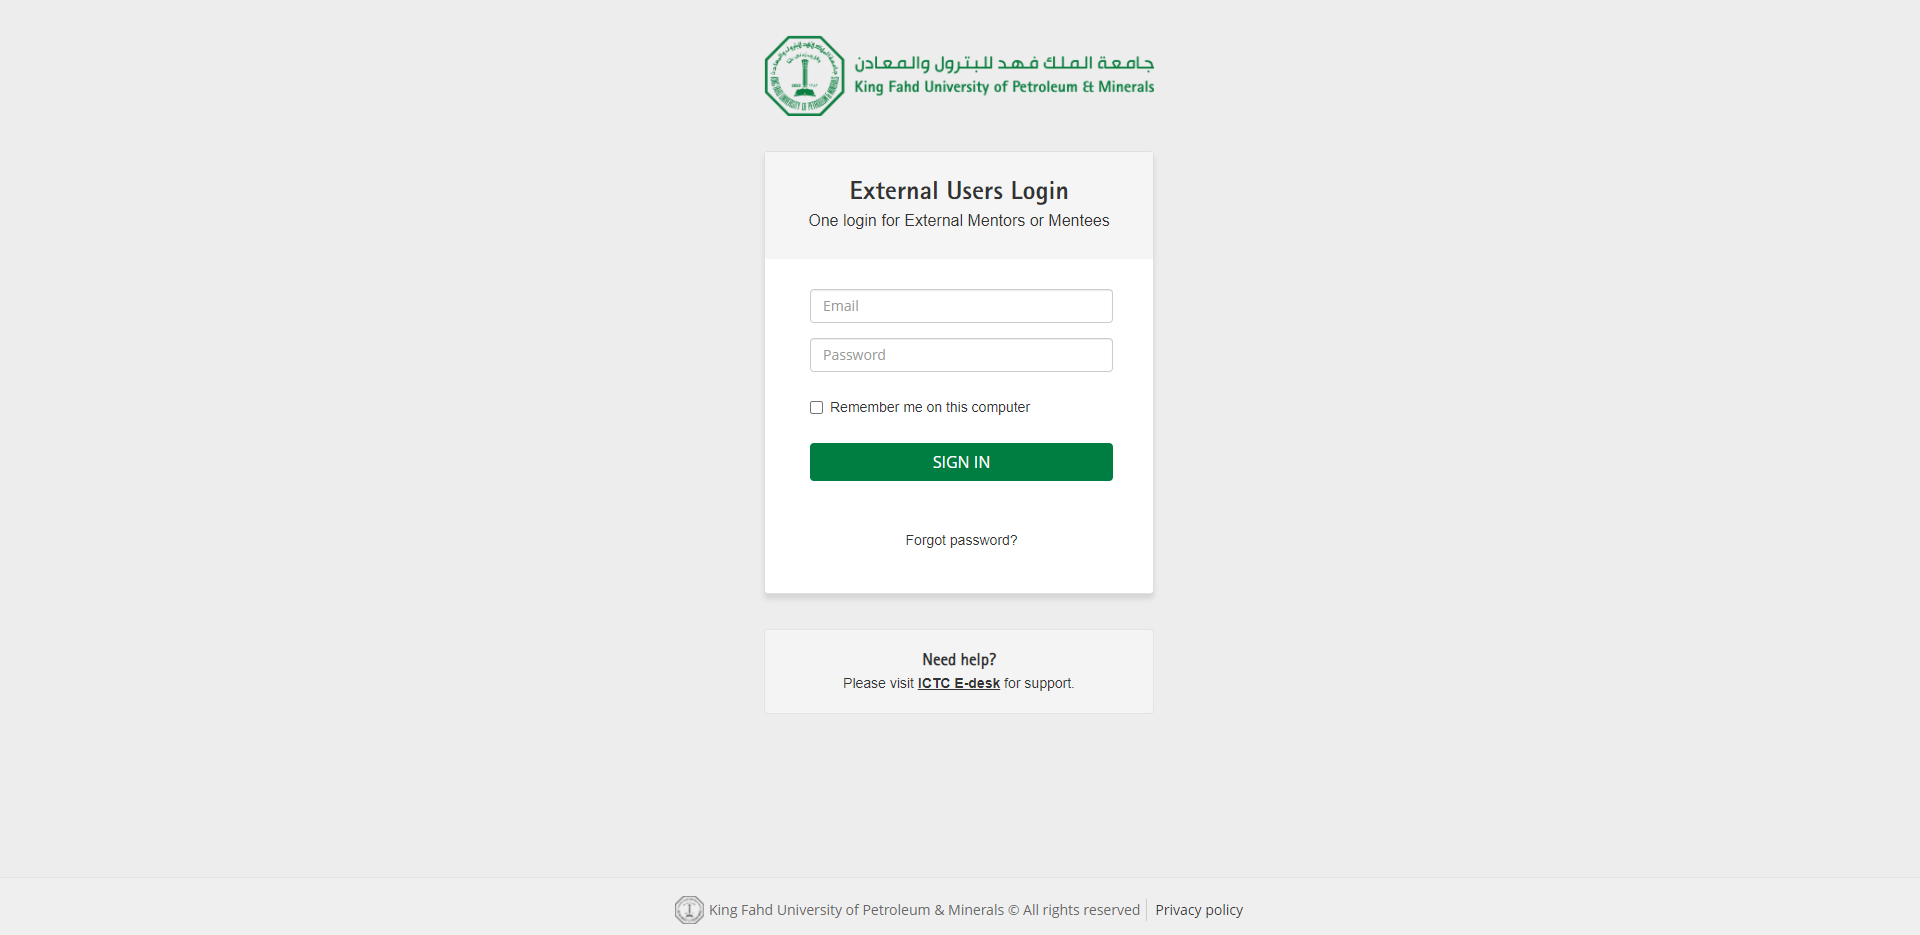 جامعة الملك فهد للبترول والمعادن
King Fahd University of Petroleum & Minerals
External Users Login
One login for External Mentors or Mentees
Email
Password
Remember me on this computer
SIGN IN
Forgot password?
Need help?
Please visit ICTC E-desk for support.
King Fahd University of Petroleum & Minerals © All rights reserved
Privacy policy